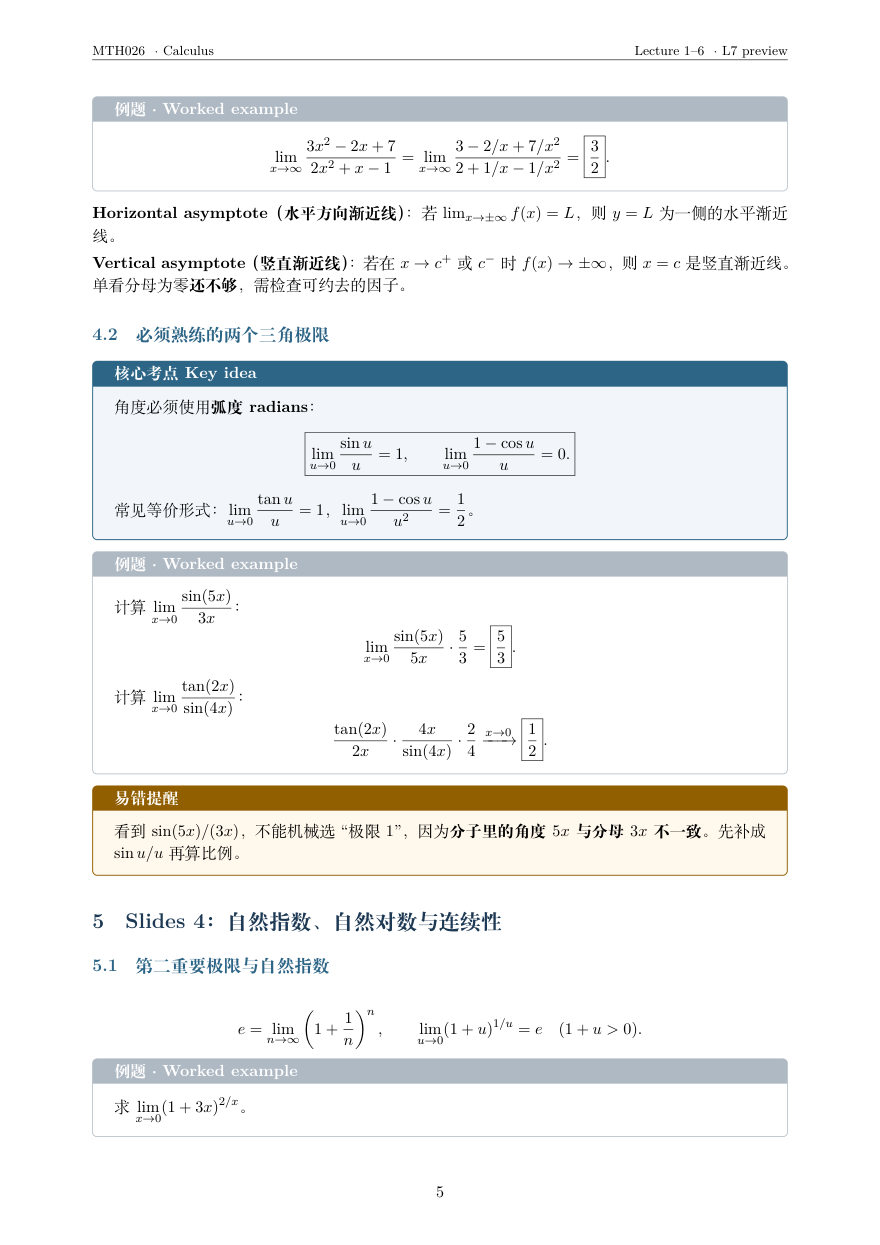 MTH026 · Calculus    Lecture 1–6 · L7 preview
例题 · Worked example
lim_{x→∞} (3x² − 2x + 7)/(2x² + x − 1) = lim_{x→∞} (3 − 2/x + 7/x²)/(2 + 1/x − 1/x²) = 3/2.
Horizontal asymptote（水平方向渐近线）：若 lim_{x→±∞} f(x) = L，则 y = L 为一侧的水平渐近
线。
Vertical asymptote（竖直渐近线）：若在 x → c⁺ 或 c⁻ 时 f(x) → ±∞，则 x = c 是竖直渐近线。
单看分母为零还不够，需检查可约去的因子。
4.2 必须熟练的两个三角极限
核心考点 Key idea
角度必须使用弧度 radians：
lim_{u→0} (sin u)/u = 1,    lim_{u→0} (1 − cos u)/u = 0.
常见等价形式：lim_{u→0} (tan u)/u = 1，lim_{u→0} (1 − cos u)/u² = 1/2。
例题 · Worked example
计算 lim_{x→0} sin(5x)/3x：
lim_{x→0} sin(5x)/5x · 5/3 = 5/3.
计算 lim_{x→0} tan(2x)/sin(4x)：
tan(2x)/2x · 4x/sin(4x) · 2/4 —x→0→ 1/2.
易错提醒
看到 sin(5x)/(3x)，不能机械选 “极限 1”，因为分子里的角度 5x 与分母 3x 不一致。先补成
sin u/u 再算比例。
5 Slides 4：自然指数、自然对数与连续性
5.1 第二重要极限与自然指数
e = lim_{n→∞} (1 + 1/n)ⁿ,    lim_{u→0} (1 + u)^{1/u} = e  (1 + u > 0).
例题 · Worked example
求 lim_{x→0} (1 + 3x)^{2/x}。
5